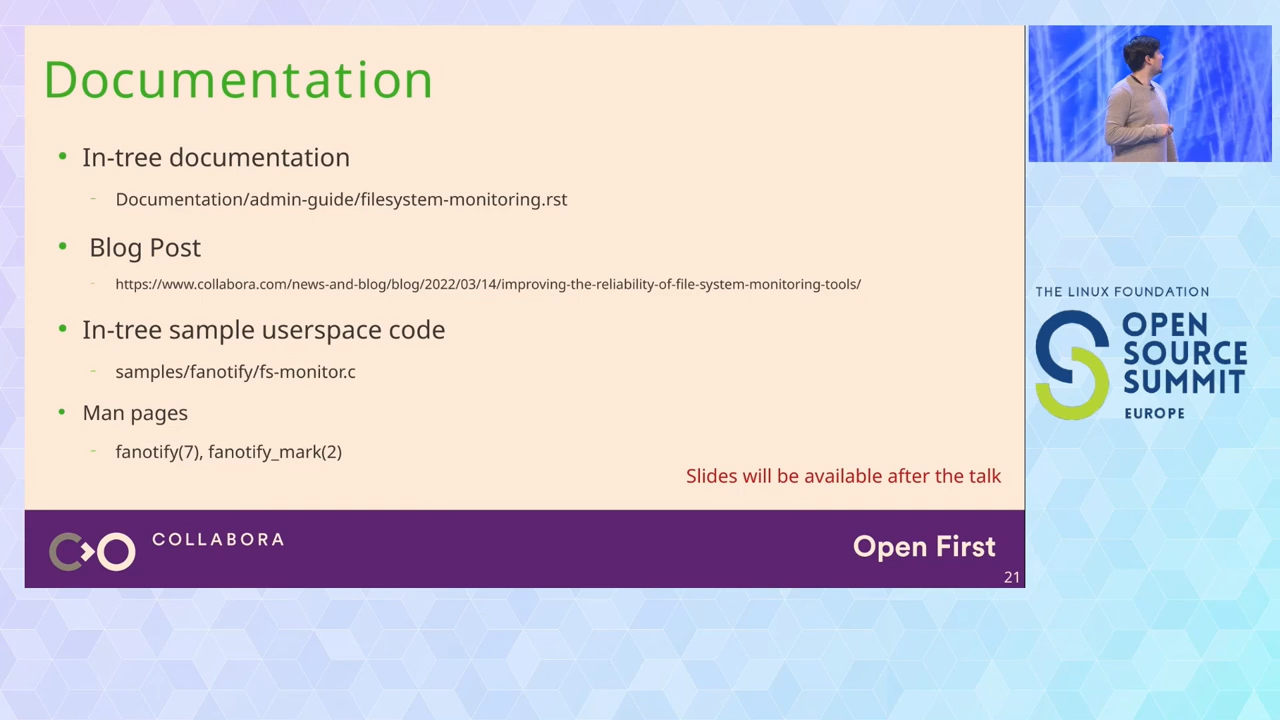 Documentation
• In-tree documentation
- Documentation/admin-guide/filesystem-monitoring.rst
• Blog Post
- https://www.collabora.com/news-and-blog/blog/2022/03/14/improving-the-reliability-of-file-system-monitoring-tools/
• In-tree sample userspace code
- samples/fanotify/fs-monitor.c
• Man pages
- fanotify(7), fanotify_mark(2)
Slides will be available after the talk
COLLABORA
Open First
21
THE LINUX FOUNDATION
OPEN
SOURCE
SUMMIT
EUROPE